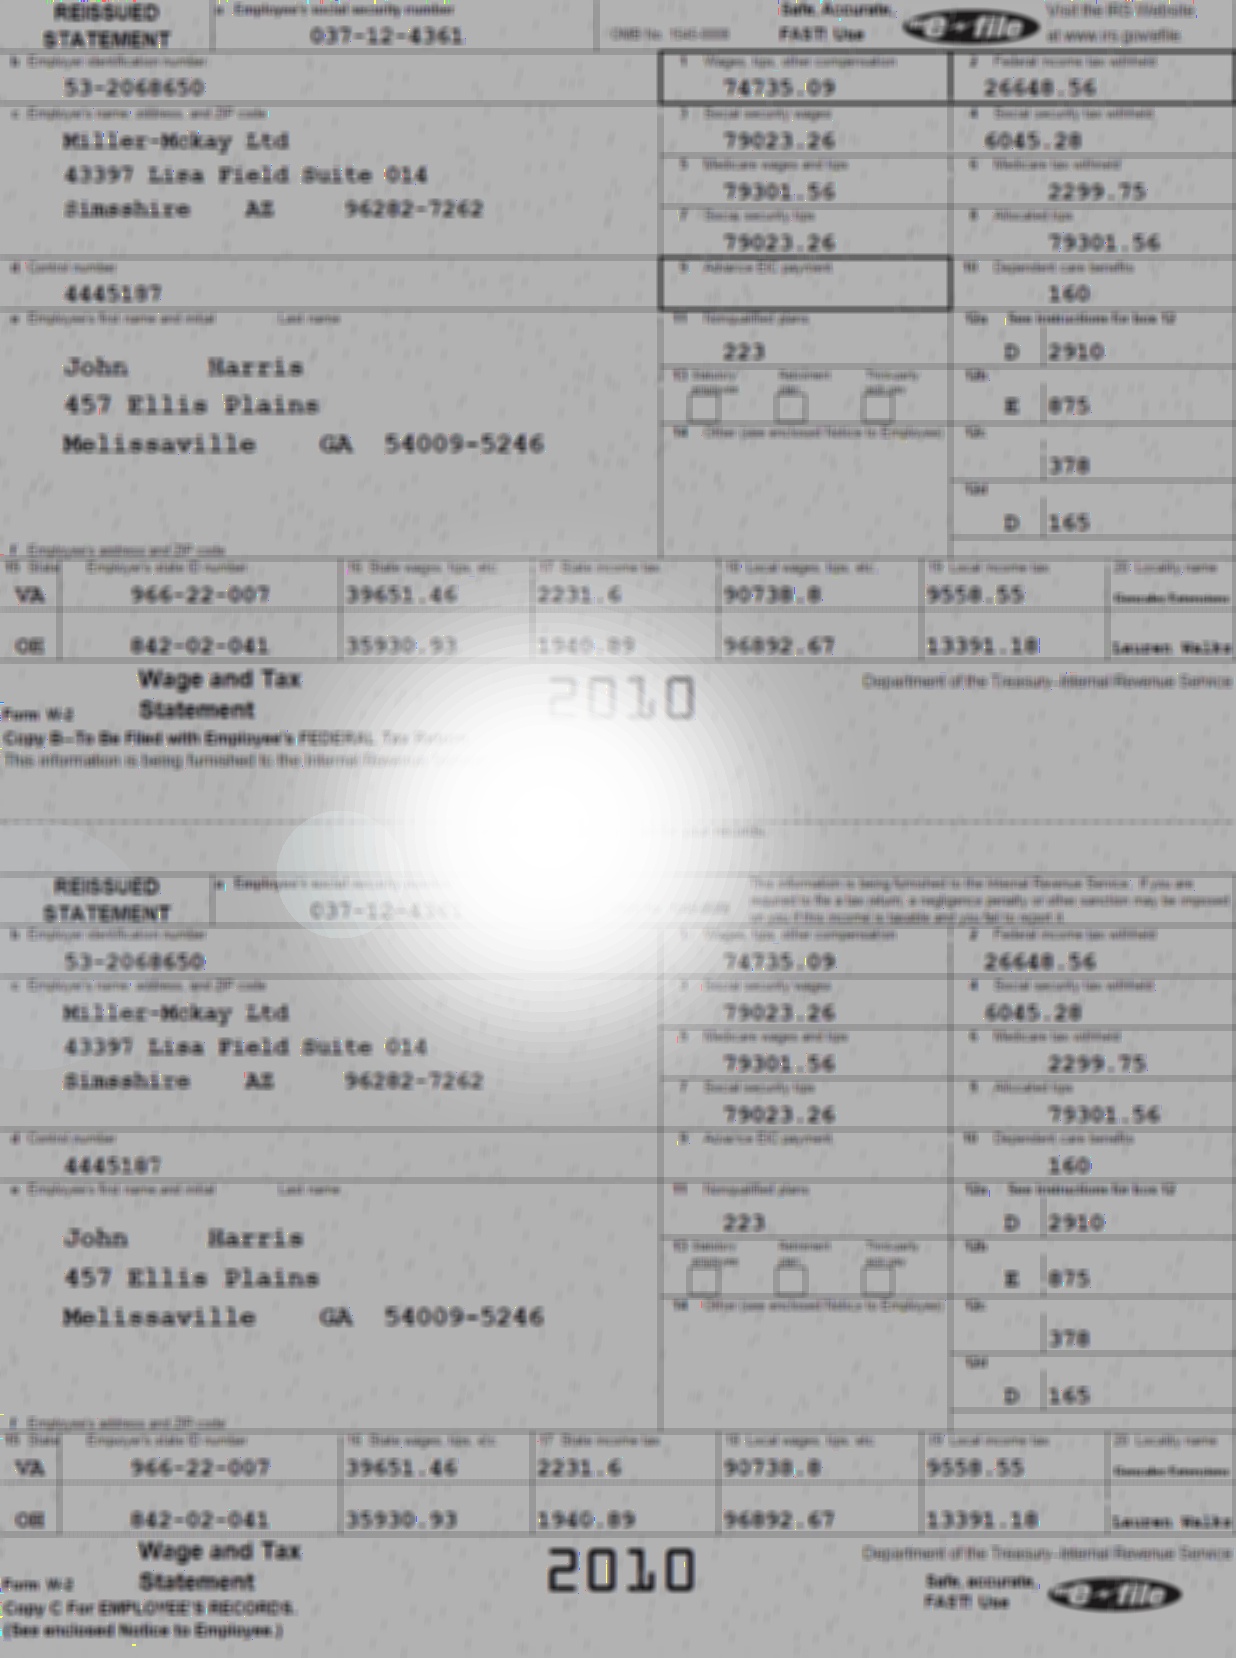 REISSUED STATEMENT
a Employee's social security number
037-12-4361
OMB No. 1545-0008
Safe, Accurate, FAST! Use
e-file
Visit the IRS Website at www.irs.gov/efile.
b Employer identification number
53-2068650
1 Wages, tips, other compensation
74735.09
2 Federal income tax withheld
26648.56
c Employer's name, address, and ZIP code
Miller-Mckay Ltd
43397 Lisa Field Suite 014
Simsshire AZ 96282-7262
3 Social security wages
79023.26
4 Social security tax withheld
6045.28
5 Medicare wages and tips
79301.56
6 Medicare tax withheld
2299.75
7 Social security tips
79023.26
8 Allocated tips
79301.56
d Control number
4445187
9 Advance EIC payment
10 Dependent care benefits
160
e Employee's first name and initial Last name
John Harris
457 Ellis Plains
Melissaville GA 54009-5246
11 Nonqualified plans
223
12a See instructions for box 12
D 2910
13 Statutory employee Retirement plan Third-party sick pay
12b
E 875
14 Other (see enclosed Notice to Employee)
12c
378
12d
D 165
f Employee's address and ZIP code
15 State Employer's state ID number 16 State wages, tips, etc. 17 State income tax 18 Local wages, tips, etc. 19 Local income tax 20 Locality name
VA 966-22-007 39651.46 2231.6 90738.8 9558.55
OH 842-02-041 35930.93 1940.89 96892.67 13391.18 Lauren Walks
Form W-2 Wage and Tax Statement
2010
Department of the Treasury-Internal Revenue Service
Copy B-To Be Filed with Employee's FEDERAL Tax
This information is being furnished to the Internal Revenue
your records.
REISSUED STATEMENT
a Employee's social security
037-12-4361
This information is being furnished to the Internal Revenue Service. If you are
required to file a tax return, a negligence penalty or other sanction may be imposed
on you if this income is taxable and you fail to report it.
b Employer identification number
53-2068650
1 Wages, tips, other compensation
74735.09
2 Federal income tax withheld
26648.56
c Employer's name, address, and ZIP code
Miller-Mckay Ltd
43397 Lisa Field Suite 014
Simsshire AZ 96282-7262
3 Social security wages
79023.26
4 Social security tax withheld
6045.28
5 Medicare wages and tips
79301.56
6 Medicare tax withheld
2299.75
7 Social security tips
79023.26
8 Allocated tips
79301.56
d Control number
4445187
9 Advance EIC payment
10 Dependent care benefits
160
e Employee's first name and initial Last name
John Harris
457 Ellis Plains
Melissaville GA 54009-5246
11 Nonqualified plans
223
12a See instructions for box 12
D 2910
13 Statutory employee Retirement plan Third-party sick pay
12b
E 875
14 Other (see enclosed Notice to Employee)
12c
378
12d
D 165
f Employee's address and ZIP code
15 State Employer's state ID number 16 State wages, tips, etc. 17 State income tax 18 Local wages, tips, etc. 19 Local income tax 20 Locality name
VA 966-22-007 39651.46 2231.6 90738.8 9558.55
OH 842-02-041 35930.93 1940.89 96892.67 13391.18 Lauren Walks
Form W-2 Wage and Tax Statement
2010
Department of the Treasury-Internal Revenue Service
Copy C For EMPLOYEE'S RECORDS.
(See enclosed Notice to Employee.)
Safe, accurate, FAST! Use
e-file